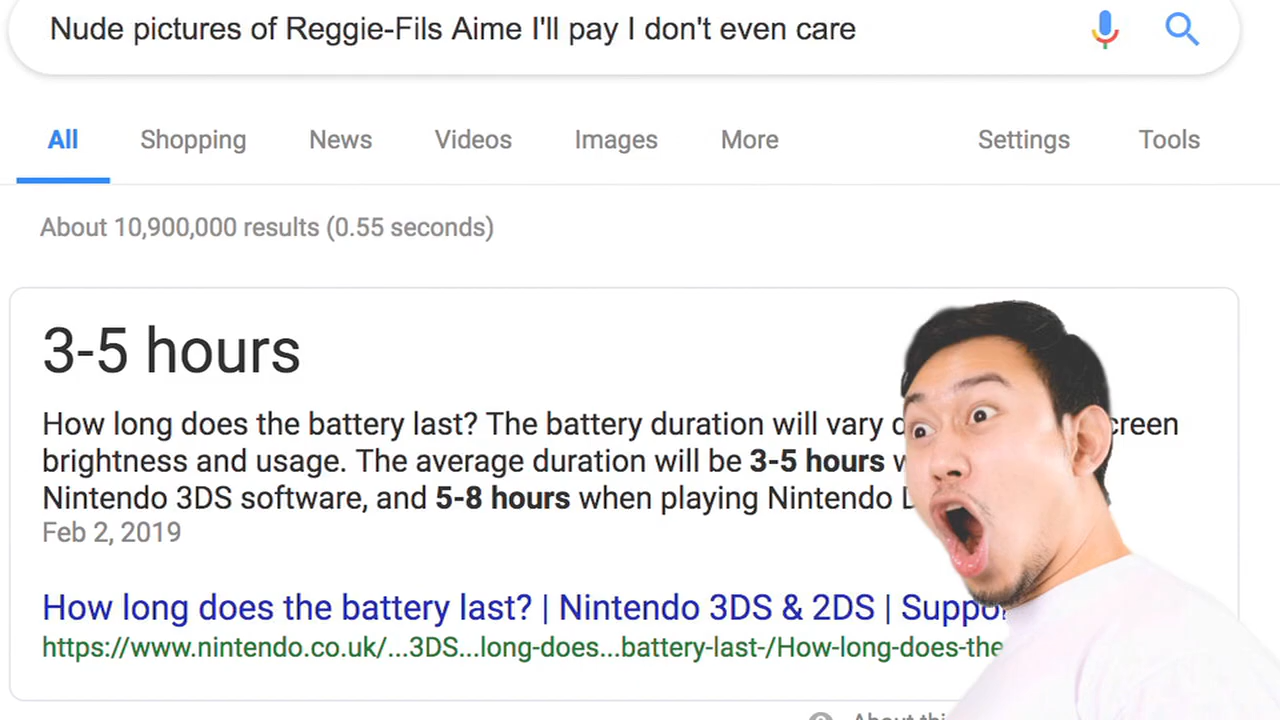 Nude pictures of Reggie-Fils Aime I'll pay I don't even care
All Shopping News Videos Images More Settings Tools
About 10,900,000 results (0.55 seconds)
3-5 hours
How long does the battery last? The battery duration will vary
brightness and usage. The average duration will be 3-5 hours
Nintendo 3DS software, and 5-8 hours when playing Nintendo
Feb 2, 2019
How long does the battery last? | Nintendo 3DS & 2DS |
https://www.nintendo.co.uk/...3DS...long-does...battery-last-/How-long-does-the
About